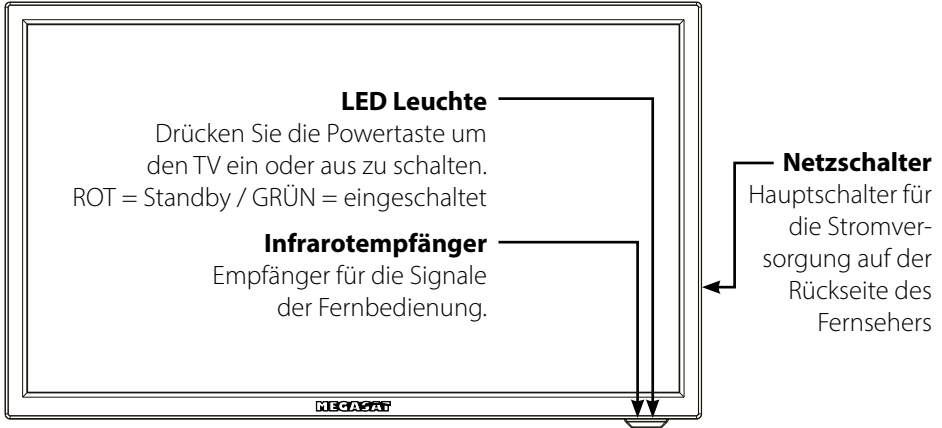 LED Leuchte
Drücken Sie die Powertaste um
den TV ein oder aus zu schalten.
ROT = Standby / GRÜN = eingeschaltet
Infrarotempfänger
Empfänger für die Signale
der Fernbedienung.
Netzschalter
Hauptschalter für
die Stromver-
sorgung auf der
Rückseite des
Fernsehers
MEGASAT